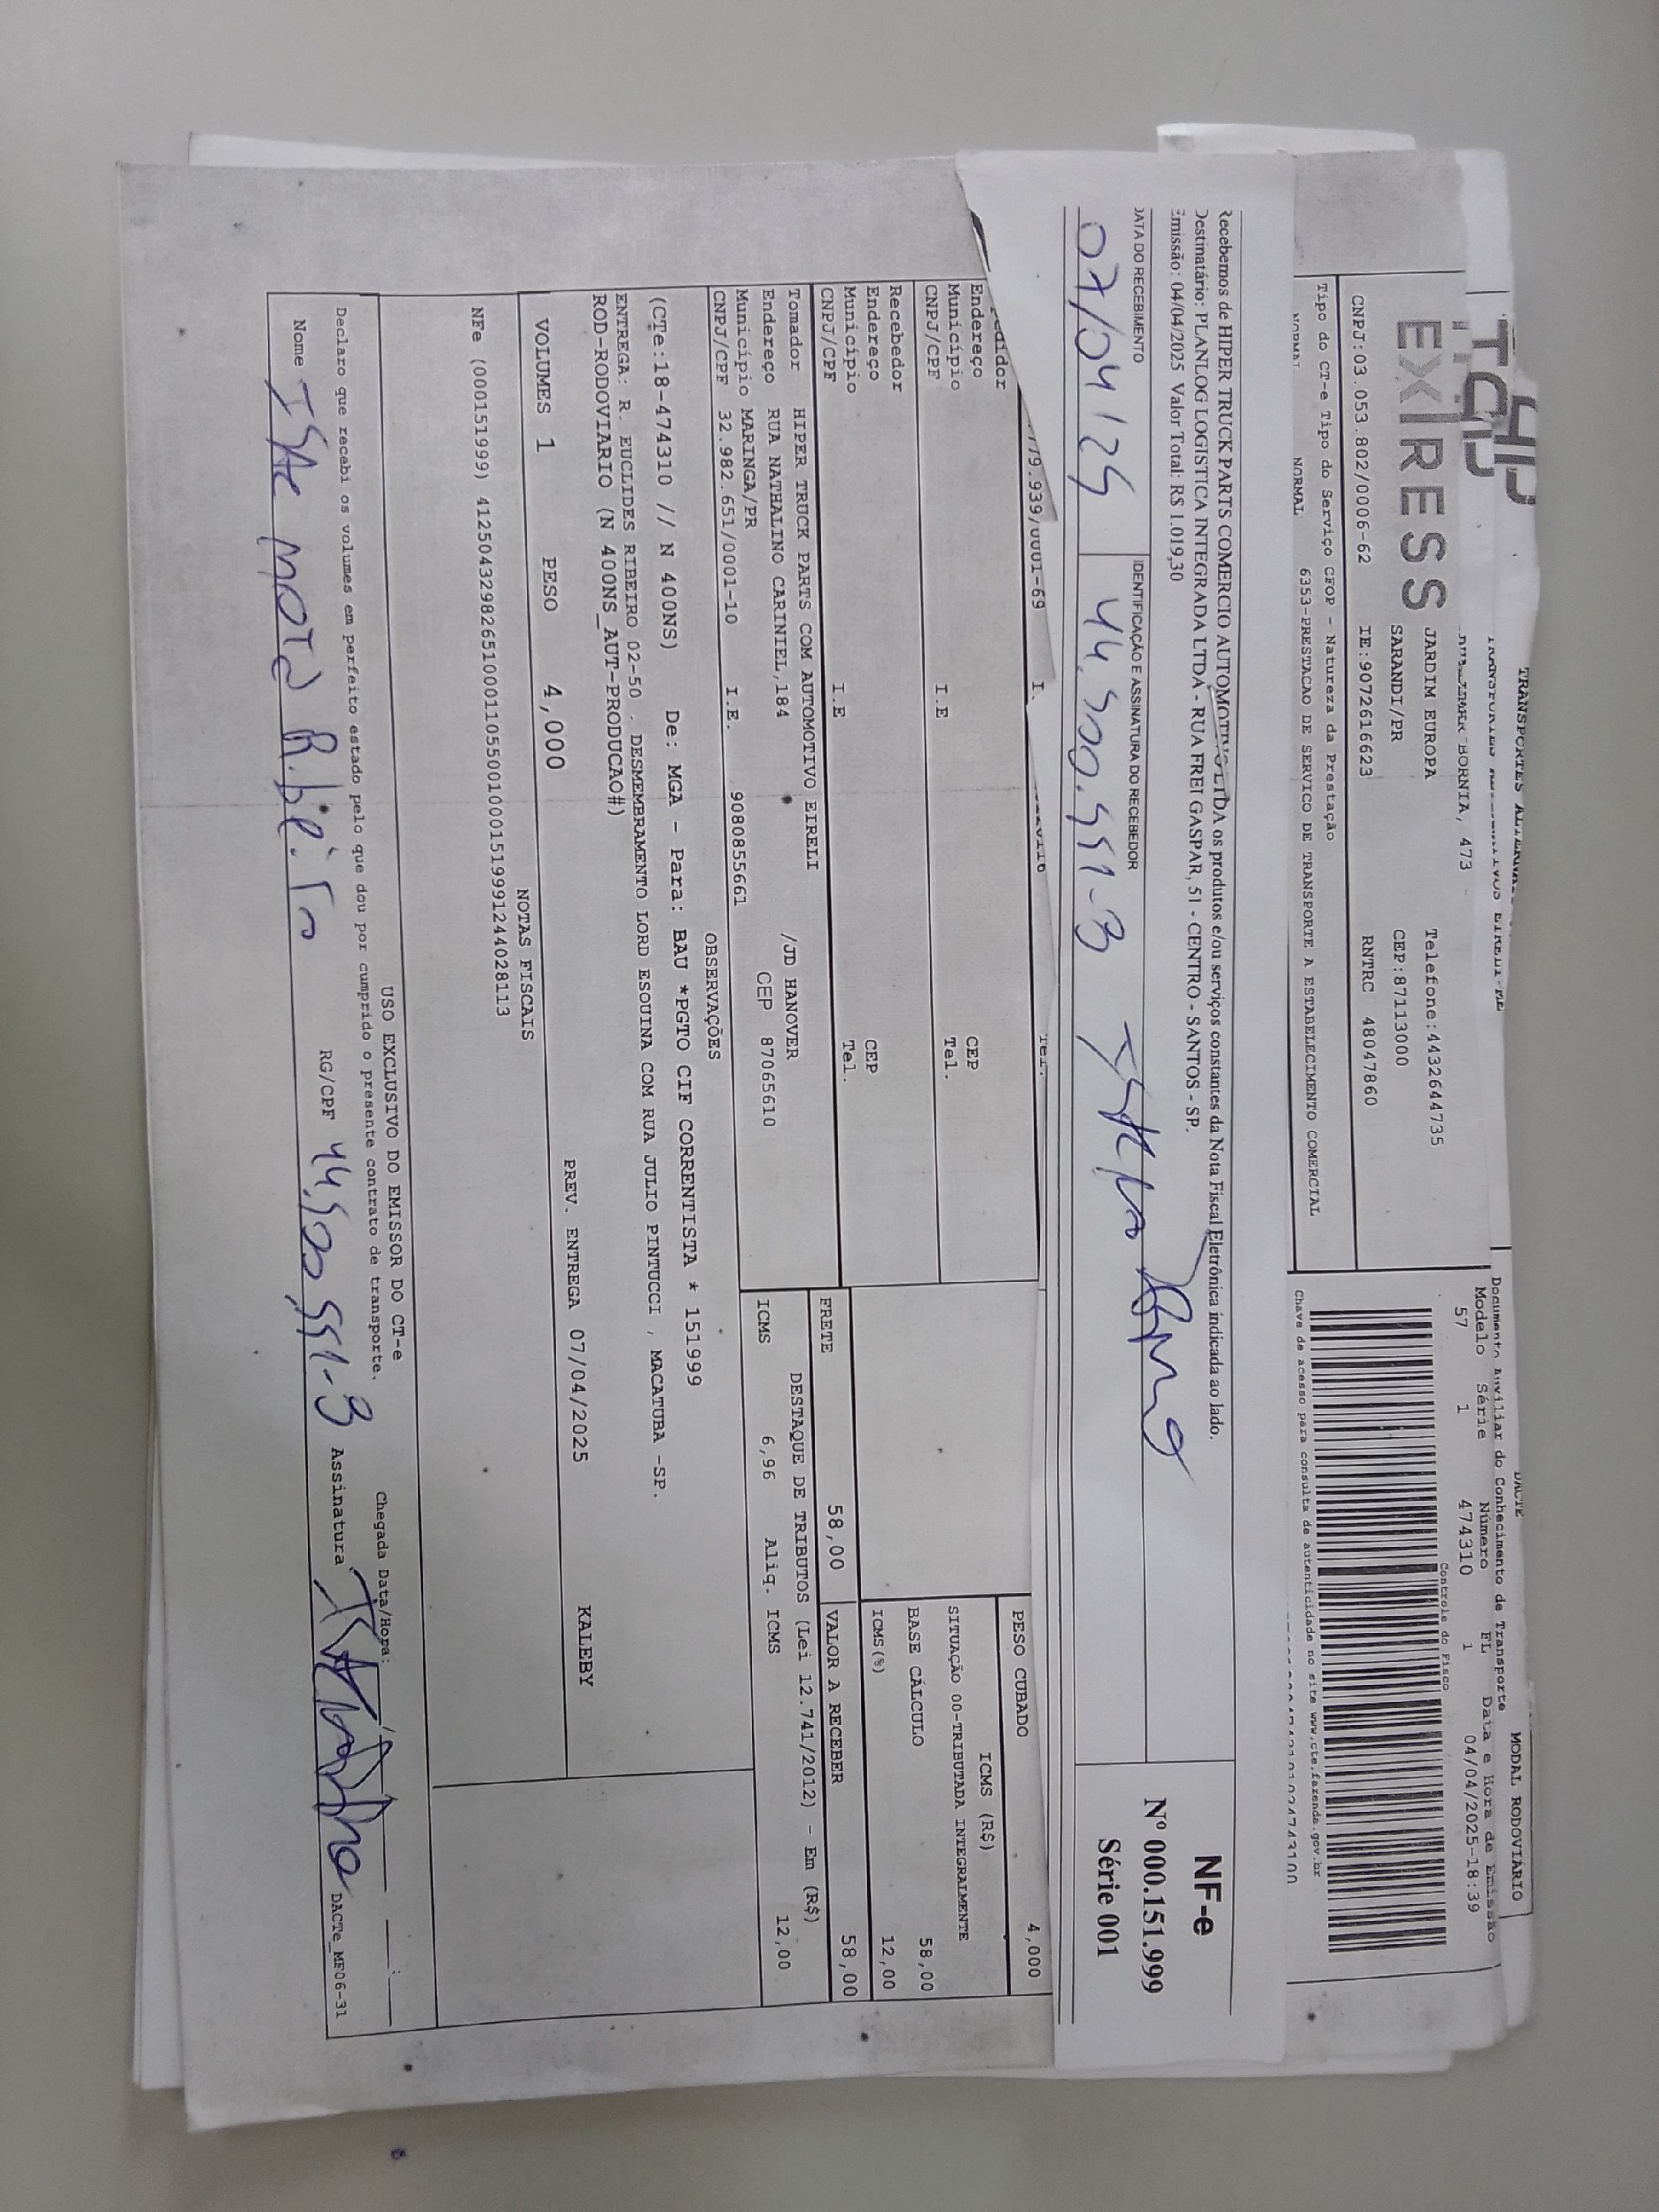 EXPRESS
TRANSPORTES
BORNIA, 473
JARDIM EUROPA Telefone:4432644735
SARANDI/PR CEP:87113000
CNPJ:03.053.802/0006-62 IE:9072616623 RNTRC 48047860
Tipo do CT-e Tipo do Serviço CFOP - Natureza da Prestação
NORMAL NORMAL 6353-PRESTACAO DE SERVICO DE TRANSPORTE A ESTABELECIMENTO COMERCIAL
DACTE MODAL RODOVIÁRIO
Documento Auxiliar do Conhecimento de Transporte
Modelo Série Número FL Data e Hora de Emissão
57 1 474310 1 04/04/2025-18:39
Controle do Fisco
Chave de acesso para consulta de autenticidade no site www.cte.fazenda.gov.br
Recebemos de HIPER TRUCK PARTS COMERCIO AUTOMOTIVO LTDA os produtos e/ou serviços constantes da Nota Fiscal Eletrônica indicada ao lado.
Destinatário: PLANLOG LOGISTICA INTEGRADA LTDA - RUA FREI GASPAR, 51 - CENTRO - SANTOS - SP.
Emissão: 04/04/2025 Valor Total: R$ 1.019,30
DATA DO RECEBIMENTO IDENTIFICAÇÃO E ASSINATURA DO RECEBEDOR
07/04/25 44.500.551-3
NF-e
Nº 000.151.999
Série 001
79.939/0001-69 I. Tel.
PESO CUBADO 4,000
Endereço CEP
Município I.E Tel.
CNPJ/CPF
Recebedor
Endereço CEP
Município I.E Tel.
CNPJ/CPF
ICMS (R$)
SITUAÇÃO 00-TRIBUTADA INTEGRALMENTE
BASE CÁLCULO 58,00
ICMS(%) 12,00
FRETE 58,00 VALOR A RECEBER 58,00
Tomador HIPER TRUCK PARTS COM AUTOMOTIVO EIRELI
Endereço RUA NATHALINO CARINIEL,184 /JD HANOVER
Município MARINGA/PR CEP 87065610
CNPJ/CPF 32.982.651/0001-10 I.E. 9080855661
DESTAQUE DE TRIBUTOS (Lei 12.741/2012) - Em (R$)
ICMS 6,96 Aliq. ICMS 12,00
OBSERVAÇÕES
(CTe:18-474310 // N 400NS) De: MGA - Para: BAU *PGTO CIF CORRENTISTA * 151999
ENTREGA: R. EUCLIDES RIBEIRO 02-50 . DESMEMBRAMENTO LORD ESQUINA COM RUA JULIO PINTUCCI , MACATUBA -SP.
ROD-RODOVIARIO (N 400NS_AUT-PRODUCAO#)
VOLUMES 1 PESO 4,000 PREV. ENTREGA 07/04/2025 KALEBY
NOTAS FISCAIS
NFe (000151999) 41250432982651000110550010001519991244028113
USO EXCLUSIVO DO EMISSOR DO CT-e
Declaro que recebi os volumes em perfeito estado pelo que dou por cumprido o presente contrato de transporte. Chegada Data/Hora:
Nome Mota Ribeiro RG/CPF 44.500.551-3 Assinatura
DACTe_MF06-31